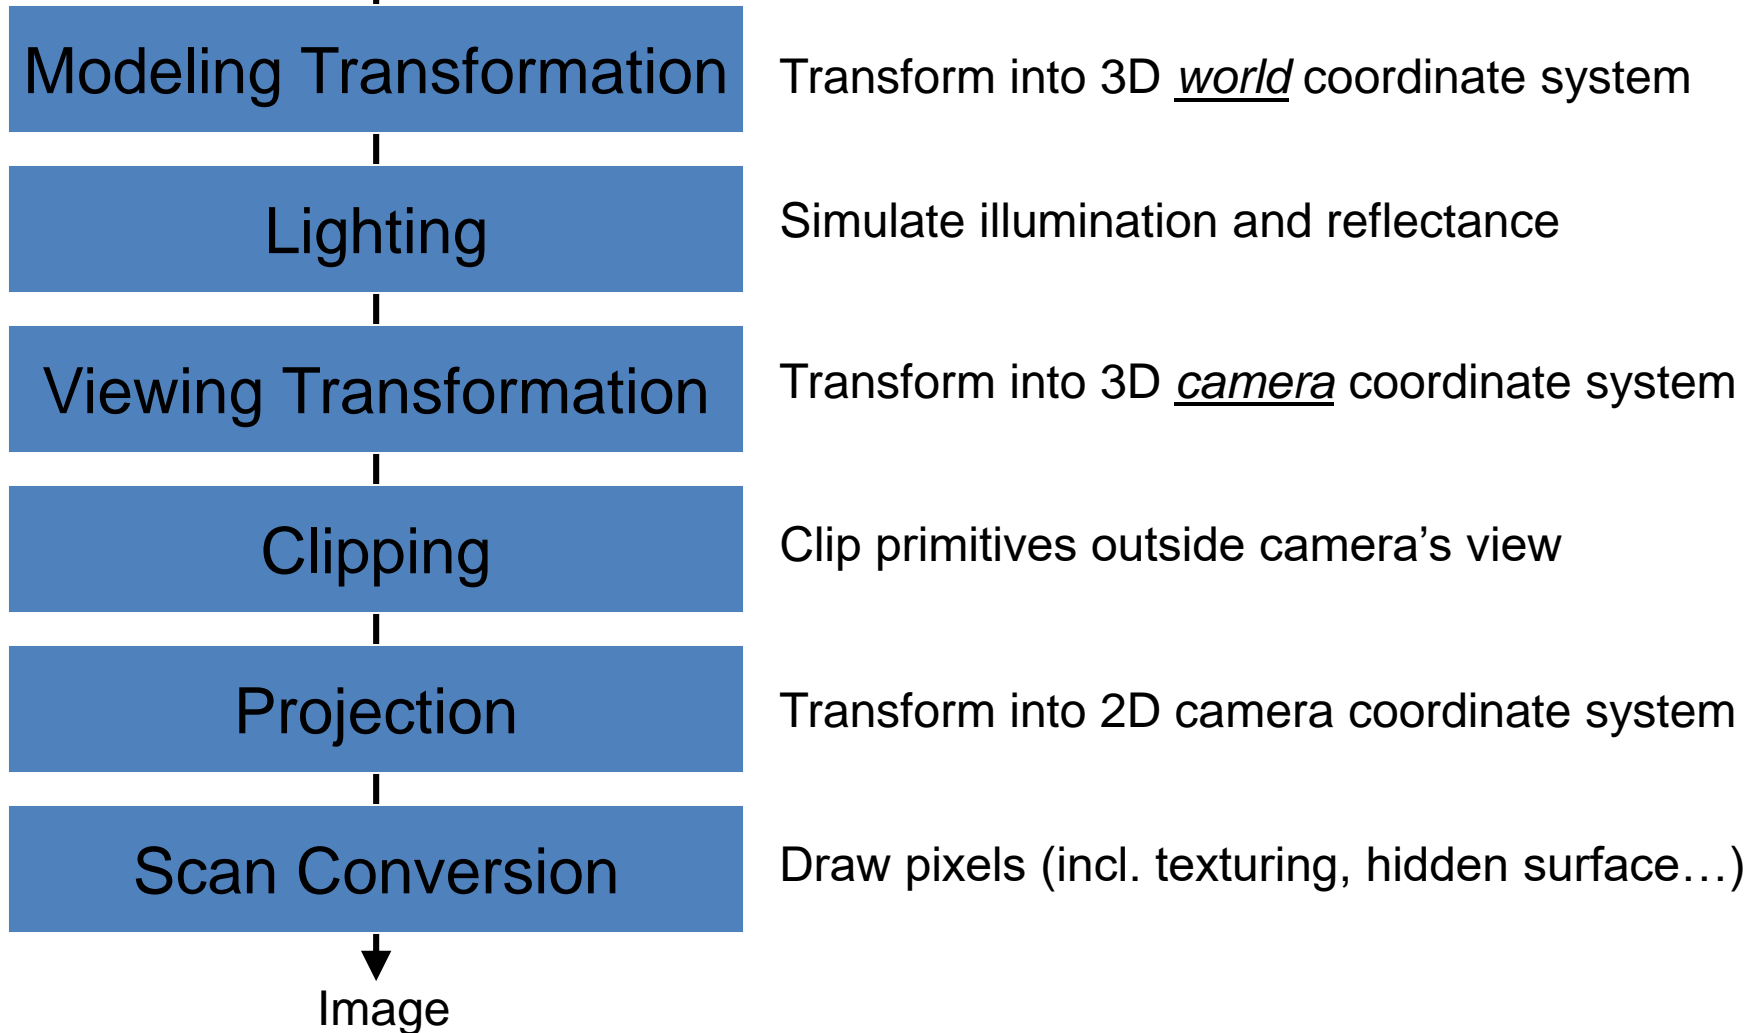 Modeling Transformation
Transform into 3D world coordinate system
Lighting
Simulate illumination and reflectance
Viewing Transformation
Transform into 3D camera coordinate system
Clipping
Clip primitives outside camera’s view
Projection
Transform into 2D camera coordinate system
Scan Conversion
Draw pixels (incl. texturing, hidden surface…)
Image